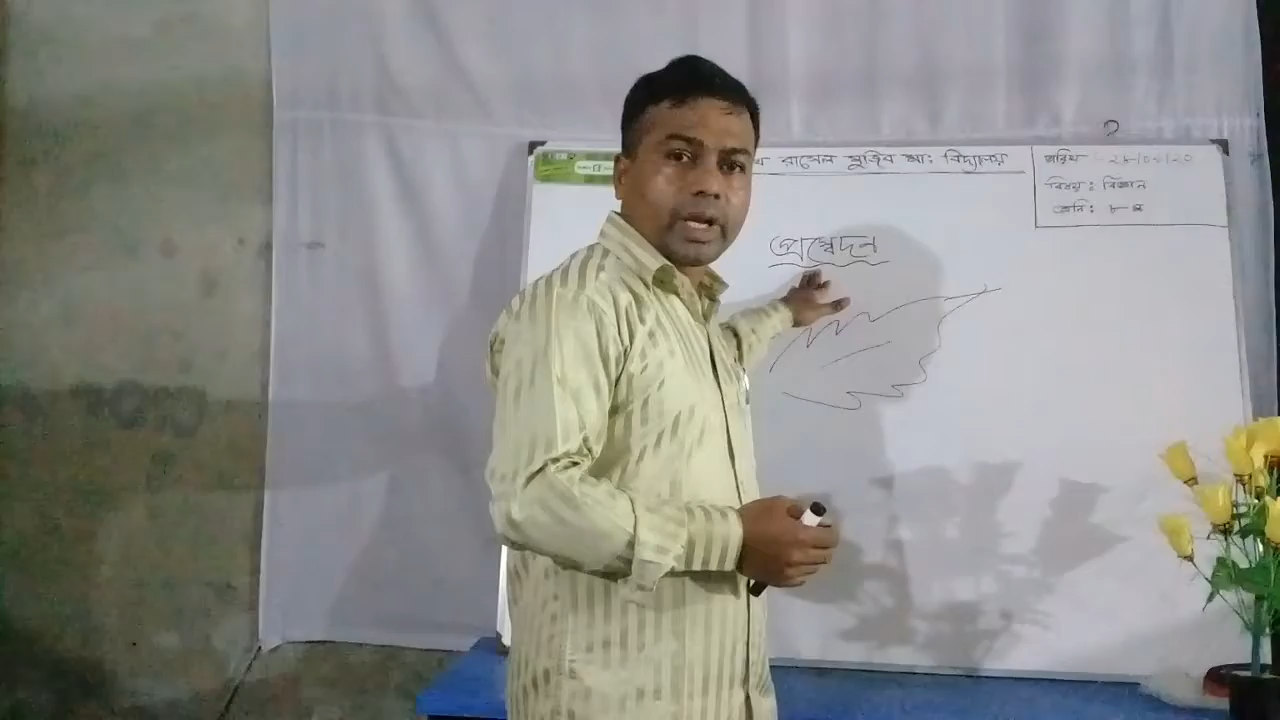 রাসেল মুজিব মাঃ বিদ্যালয়
তারিখ :
বিষয় : বিজ্ঞান
শ্রেনি : ৮ম
প্রস্বেদন